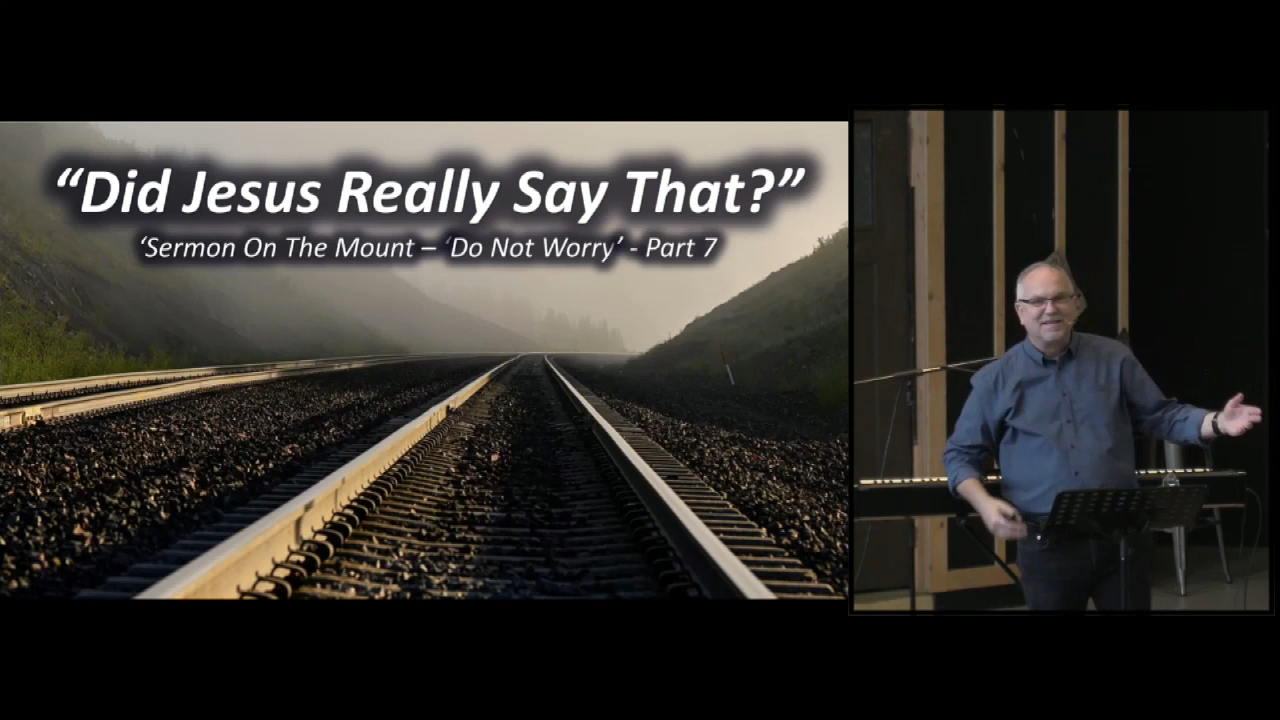 “Did Jesus Really Say That?”
‘Sermon On The Mount – ‘Do Not Worry’ - Part 7